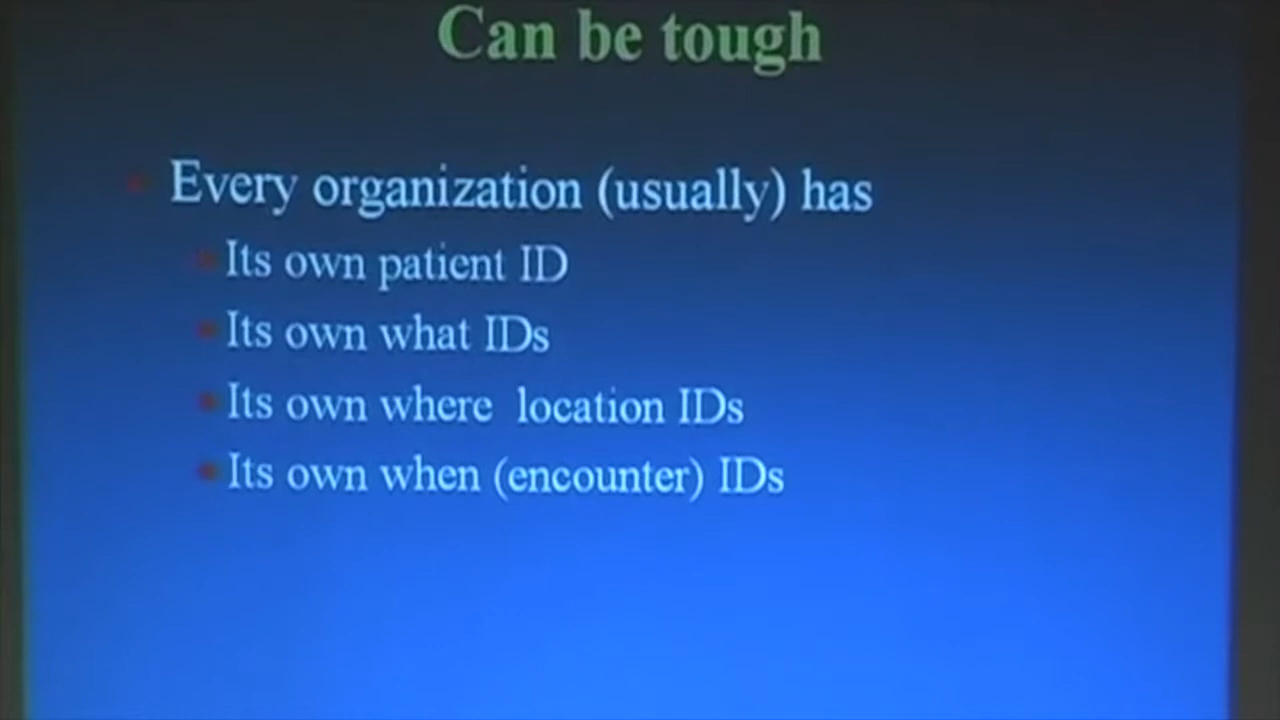 Can be tough
Every organization (usually) has
Its own patient ID
Its own what IDs
Its own where location IDs
Its own when (encounter) IDs